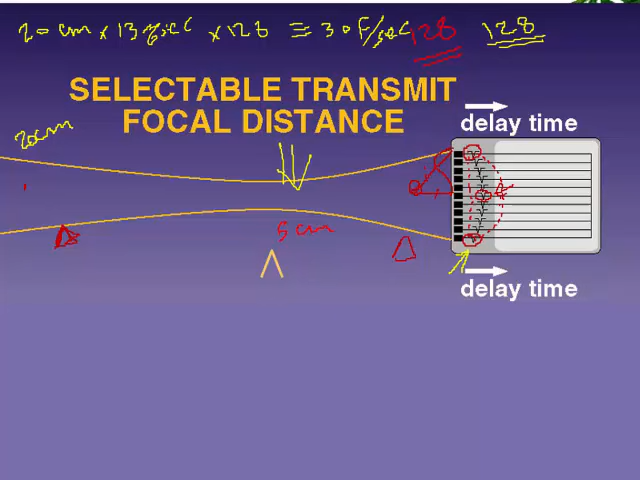 20 cm × 13 μsec × 128 = 30 F/sec 128 128
SELECTABLE TRANSMIT
FOCAL DISTANCE
delay time
20cm
5 cm
delay time